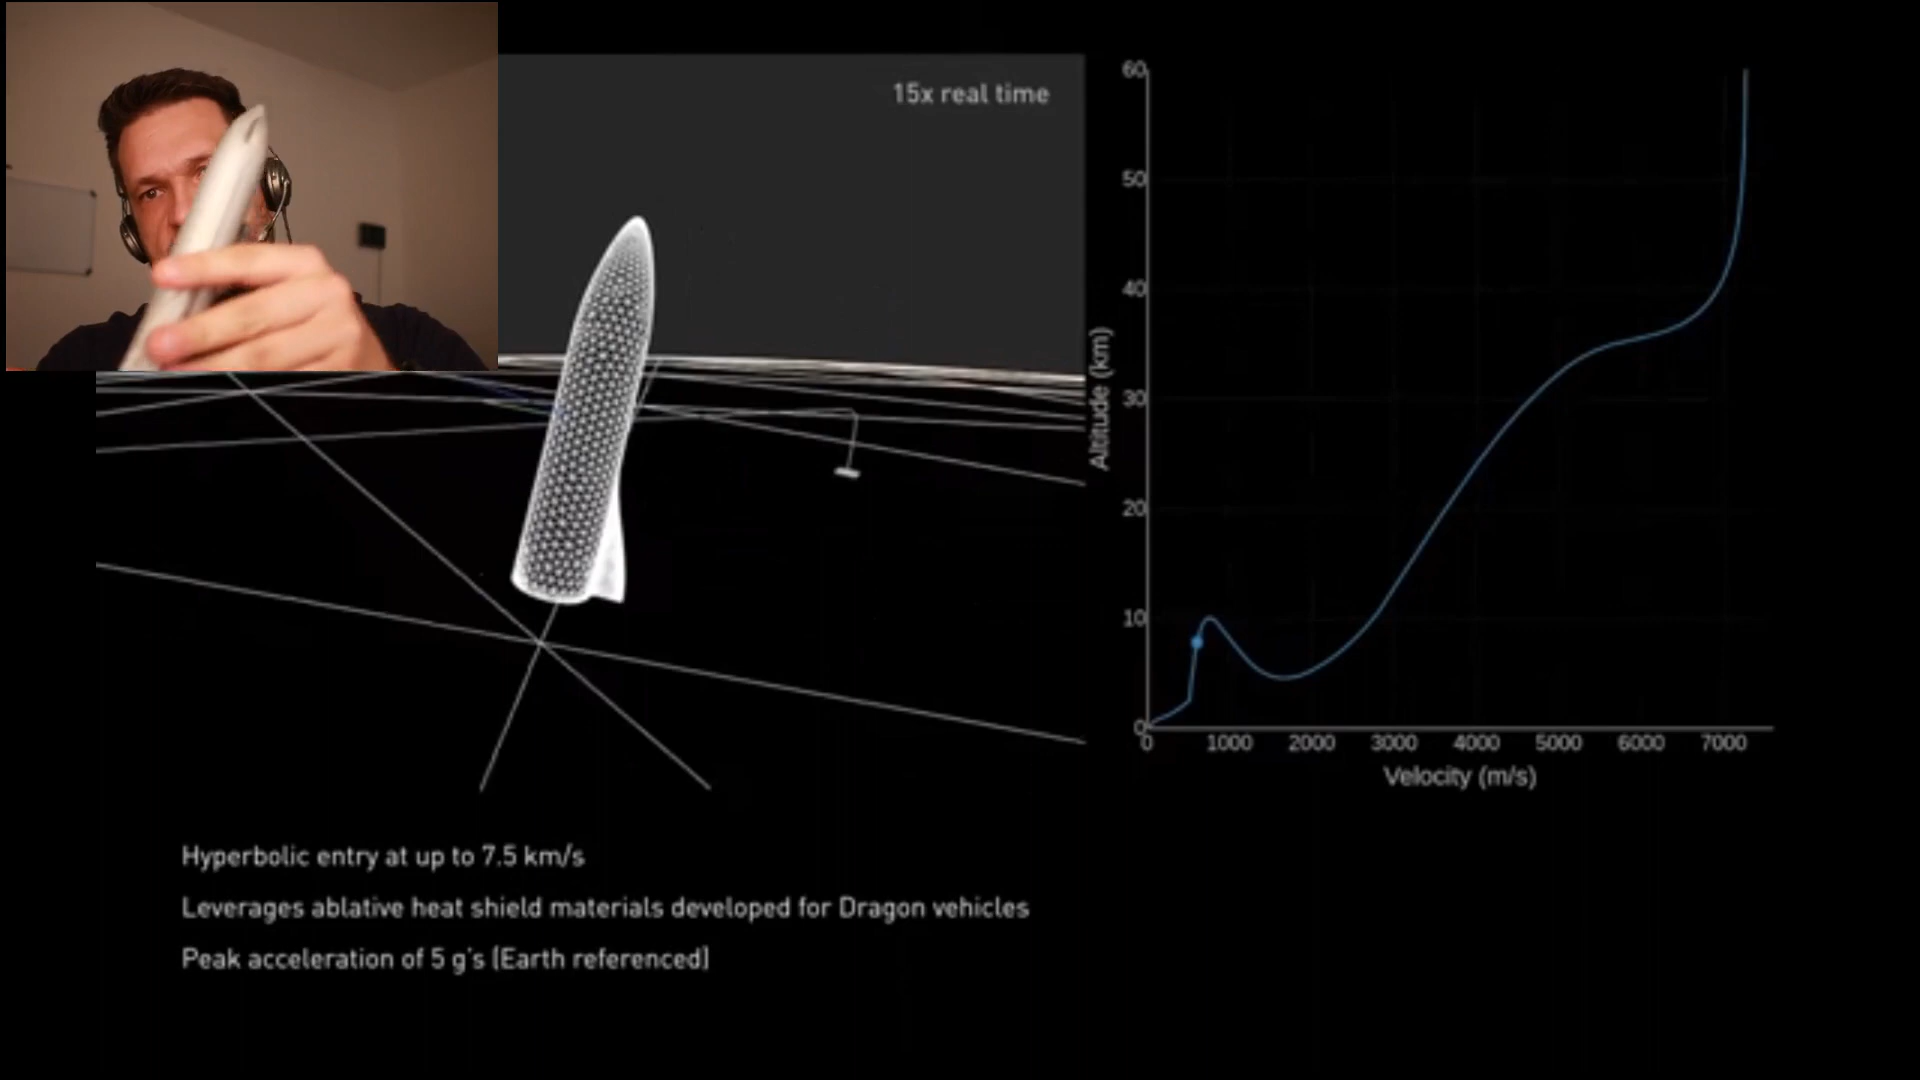 15x real time
60
50
40
30
20
10
0
Altitude (km)
0 1000 2000 3000 4000 5000 6000 7000
Velocity (m/s)
Hyperbolic entry at up to 7.5 km/s
Leverages ablative heat shield materials developed for Dragon vehicles
Peak acceleration of 5 g's (Earth referenced)